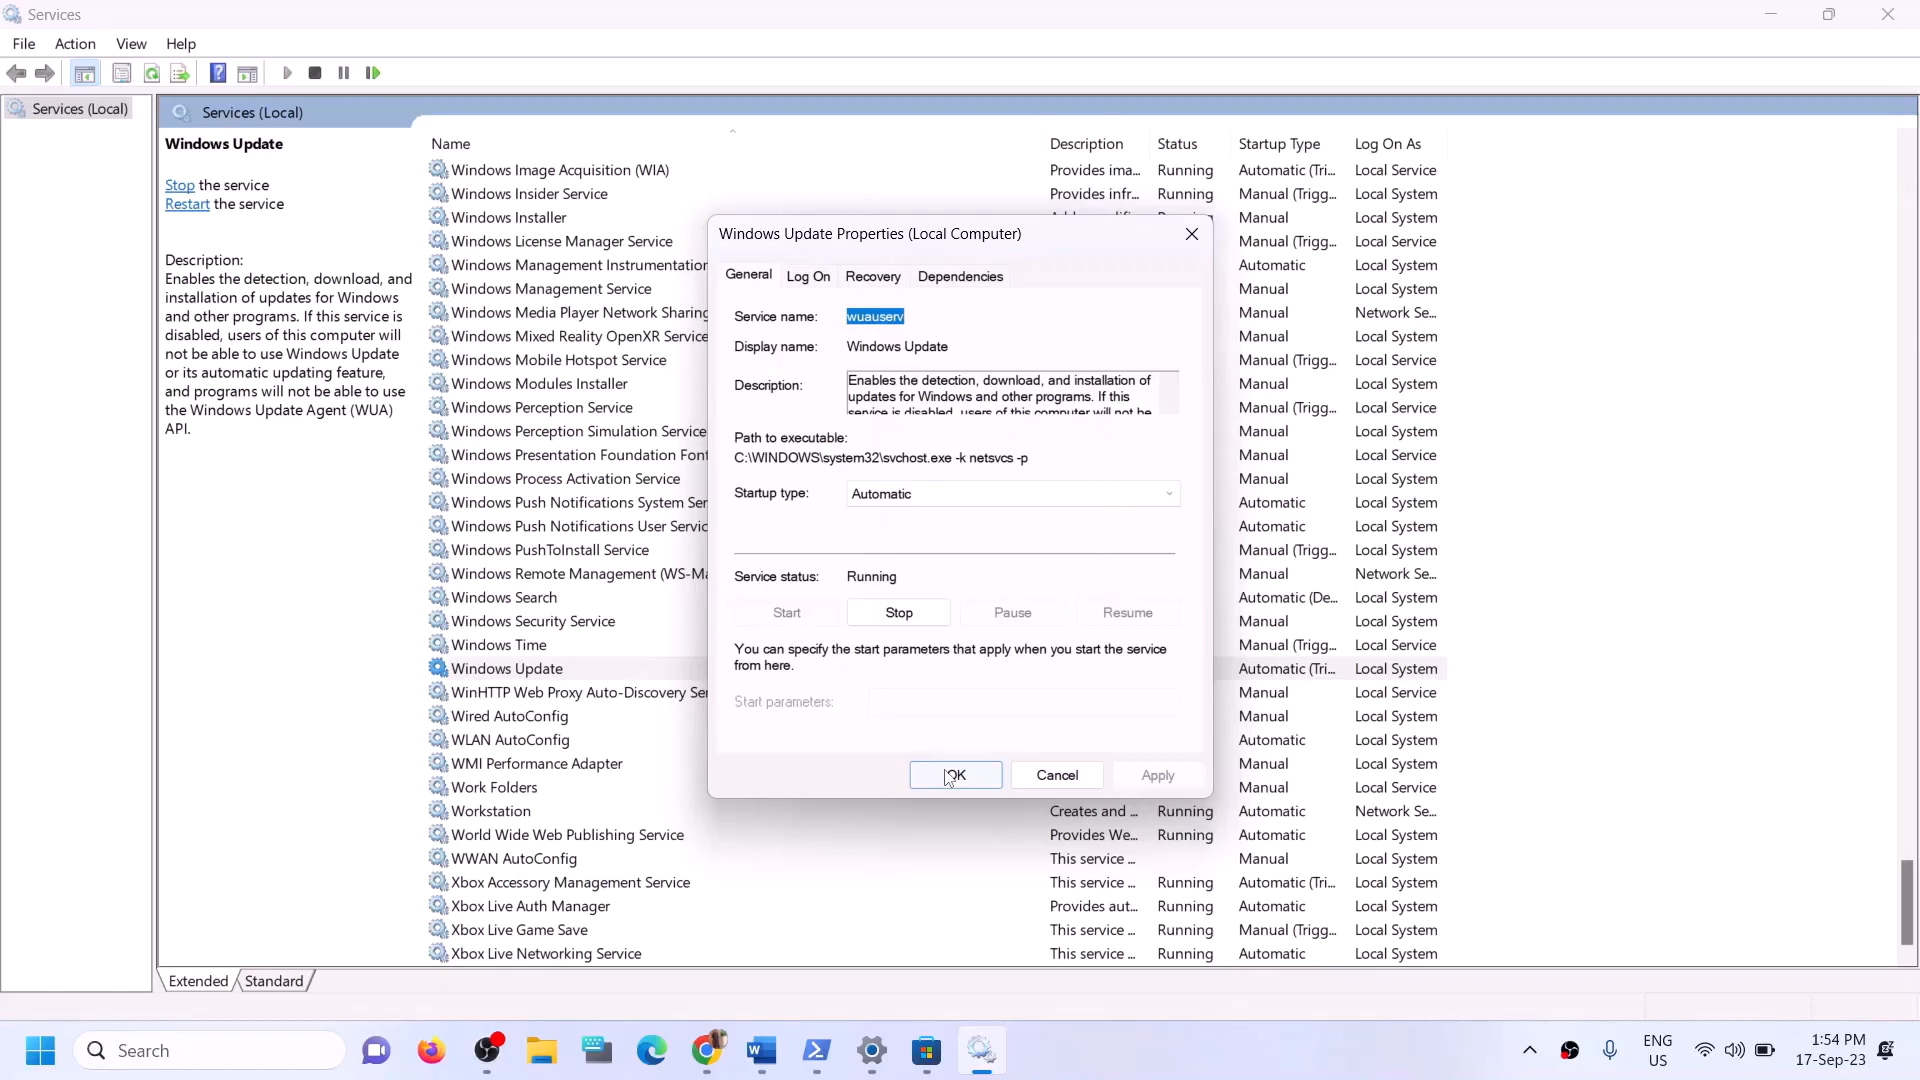 Services
File Action View Help
Services (Local)
Services (Local)
Windows Update
Stop the service
Restart the service
Description:
Enables the detection, download, and
installation of updates for Windows
and other programs. If this service is
disabled, users of this computer will
not be able to use Windows Update
or its automatic updating feature,
and programs will not be able to use
the Windows Update Agent (WUA)
API.
Name Description Status Startup Type Log On As
Windows Image Acquisition (WIA) Provides ima... Running Automatic (Tri... Local Service
Windows Insider Service Provides infr... Running Manual (Trigg... Local System
Windows Installer Manual Local System
Windows License Manager Service Manual (Trigg... Local Service
Windows Management Instrumentation Automatic Local System
Windows Management Service Manual Local System
Windows Media Player Network Sharing Manual Network Se...
Windows Mixed Reality OpenXR Service Manual Local System
Windows Mobile Hotspot Service Manual (Trigg... Local Service
Windows Modules Installer Manual Local System
Windows Perception Service Manual (Trigg... Local Service
Windows Perception Simulation Service Manual Local System
Windows Presentation Foundation Font Manual Local Service
Windows Process Activation Service Manual Local System
Windows Push Notifications System Ser Automatic Local System
Windows Push Notifications User Servic Automatic Local System
Windows PushToInstall Service Manual (Trigg... Local System
Windows Remote Management (WS-Ma Manual Network Se...
Windows Search Automatic (De... Local System
Windows Security Service Manual Local System
Windows Time Manual (Trigg... Local Service
Windows Update Automatic (Tri... Local System
WinHTTP Web Proxy Auto-Discovery Ser Manual Local Service
Wired AutoConfig Manual Local System
WLAN AutoConfig Automatic Local System
WMI Performance Adapter Manual Local System
Work Folders Manual Local Service
Workstation Creates and ... Running Automatic Network Se...
World Wide Web Publishing Service Provides We... Running Automatic Local System
WWAN AutoConfig This service ... Manual Local System
Xbox Accessory Management Service This service ... Running Automatic (Tri... Local System
Xbox Live Auth Manager Provides aut... Running Automatic Local System
Xbox Live Game Save This service ... Running Manual (Trigg... Local System
Xbox Live Networking Service This service ... Running Automatic Local System
Windows Update Properties (Local Computer)
General Log On Recovery Dependencies
Service name: wuauserv
Display name: Windows Update
Description: Enables the detection, download, and installation of
updates for Windows and other programs. If this
service is disabled, users of this computer will not be
Path to executable:
C:\WINDOWS\system32\svchost.exe -k netsvcs -p
Startup type: Automatic
Service status: Running
Start Stop Pause Resume
You can specify the start parameters that apply when you start the service
from here.
Start parameters:
OK Cancel Apply
Extended Standard
Search
ENG
US
1:54 PM
17-Sep-23